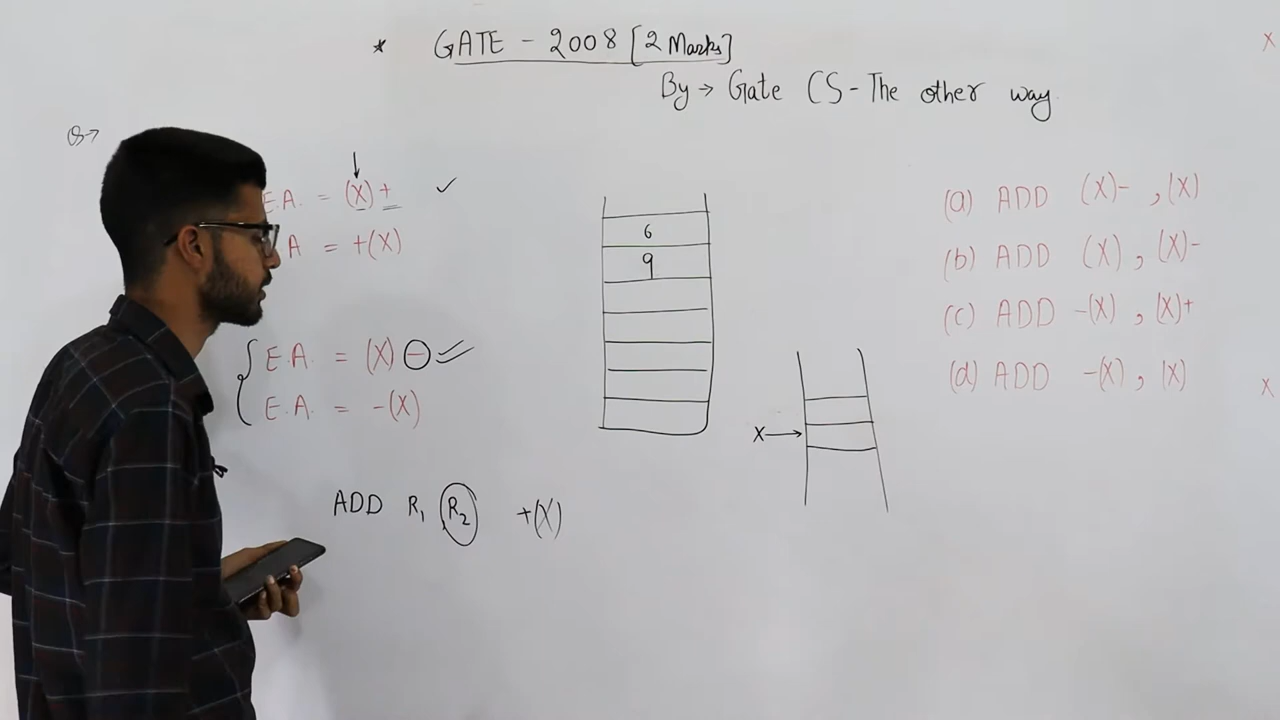 * GATE - 2008 [2 Marks]
By → Gate CS - The other way
Q →
E.A. = (X)+ ✓
A = +(X)
E.A. = (X) - ✓
E.A. = -(X)
ADD R1 R2 +(X)
6
9
X →
(a) ADD (X)- , (X)
(b) ADD (X) , (X)-
(c) ADD -(X) , (X)+
(d) ADD -(X) , (X)
x
x